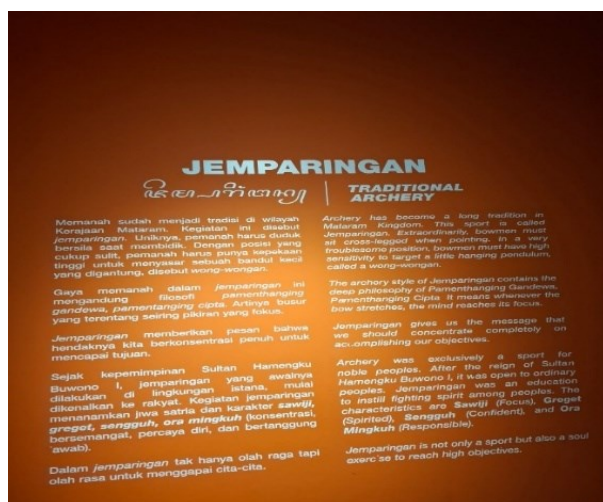 JEMPARINGAN
TRADITIONAL
ARCHERY
Memanah sudah menjadi tradisi di wilayah
Kerajaan Mataram. Kegiatan ini disebut
jemparingan. Uniknya, pemanah harus duduk
bersila saat membidik. Dengan posisi yang
cukup sulit, pemanah harus punya kepekaan
tinggi untuk menyasar sebuah bandul kecil
yang digantung, disebut wong-wongan.
Gaya memanah dalam jemparingan ini
mengandung filosofi pamenthanging
gandewa, pamentanging cipta. Artinya busur
yang terentang seiring pikiran yang fokus.
Jemparingan memberikan pesan bahwa
hendaknya kita berkonsentrasi penuh untuk
mencapai tujuan.
Sejak kepemimpinan Sultan Hamengku
Buwono I, jemparingan yang awalnya
dilakukan di lingkungan istana, mulai
dikenalkan ke rakyat. Kegiatan jemparingan
menanamkan jiwa satria dan karakter sawiji,
greget, sengguh, ora mingkuh (konsentrasi,
bersemangat, percaya diri, dan bertanggung
awab).
Dalam jemparingan tak hanya olah raga tapi
olah rasa untuk menggapai cita-cita.
Archery has become a long tradition in
Mataram Kingdom. This sport is called
Jemparingan. Extraordinarily, bowmen must
sit cross-legged when pointing. In a very
troublesome position, bowmen must have high
sensitivity to target a little hanging pendulum,
called a wong-wongan.
The archery style of Jemparingan contains the
deep philosophy of Pamenthanging Gandewa,
Pamenthanging Cipta. It means whenever the
bow stretches, the mind reaches its focus.
Jemparingan gives us the message that
we should concentrate completely on
accomplishing our objectives.
Archery was exclusively a sport for
noble peoples. After the reign of Sultan
Hamengku Buwono I, it was open to ordinary
peoples. Jemparingan was an education
to instill fighting spirit among peoples. The
characteristics are Sawiji (Focus), Greget
(Spirited), Sengguh (Confident), and Ora
Mingkuh (Responsible).
Jemparingan is not only a sport but also a soul
exercise to reach high objectives.